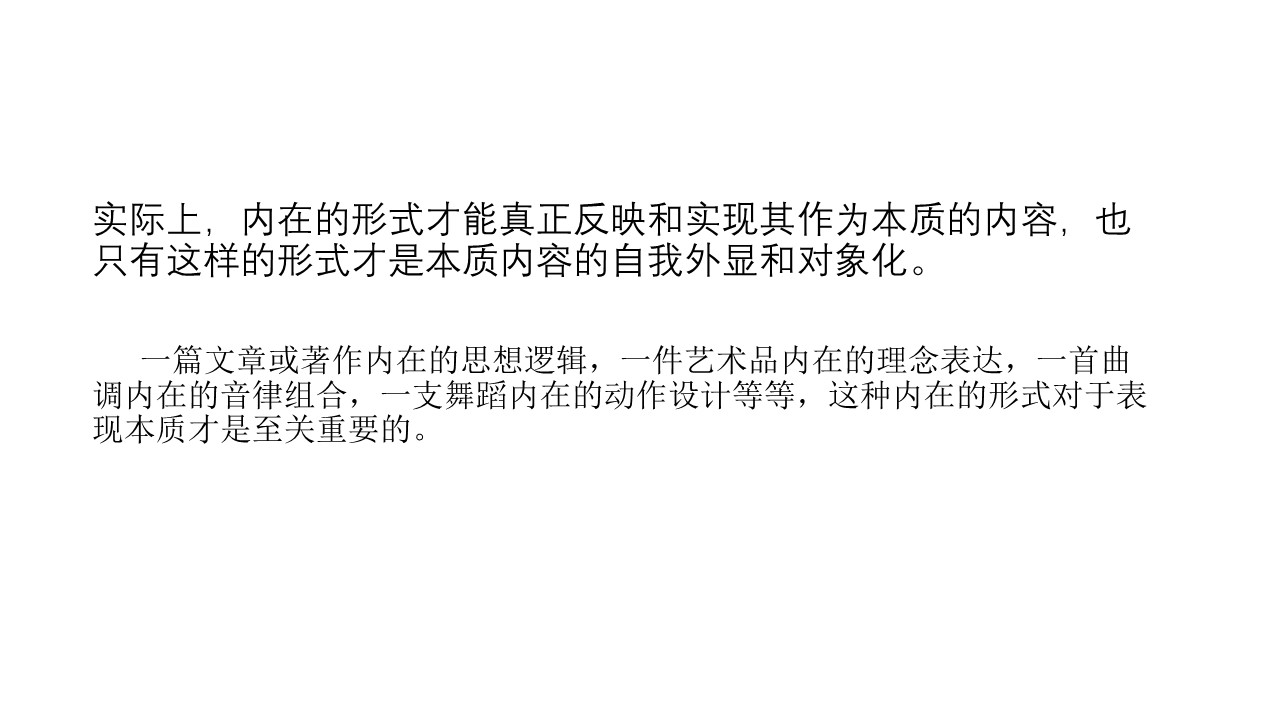 实际上，内在的形式才能真正反映和实现其作为本质的内容，也
只有这样的形式才是本质内容的自我外显和对象化。
一篇文章或著作内在的思想逻辑，一件艺术品内在的理念表达，一首曲
调内在的音律组合，一支舞蹈内在的动作设计等等，这种内在的形式对于表
现本质才是至关重要的。